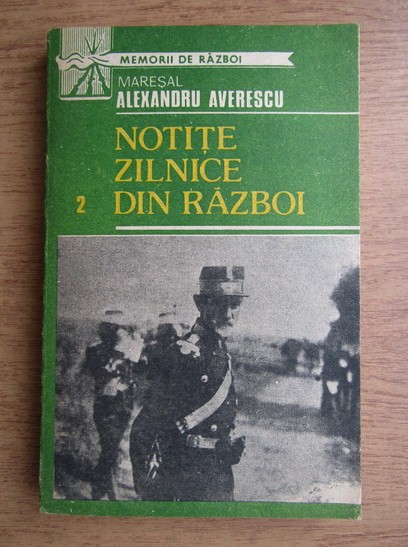 MEMORII DE RĂZBOI
MAREȘAL
ALEXANDRU AVERESCU
NOTIȚE
ZILNICE
2 DIN RĂZBOI